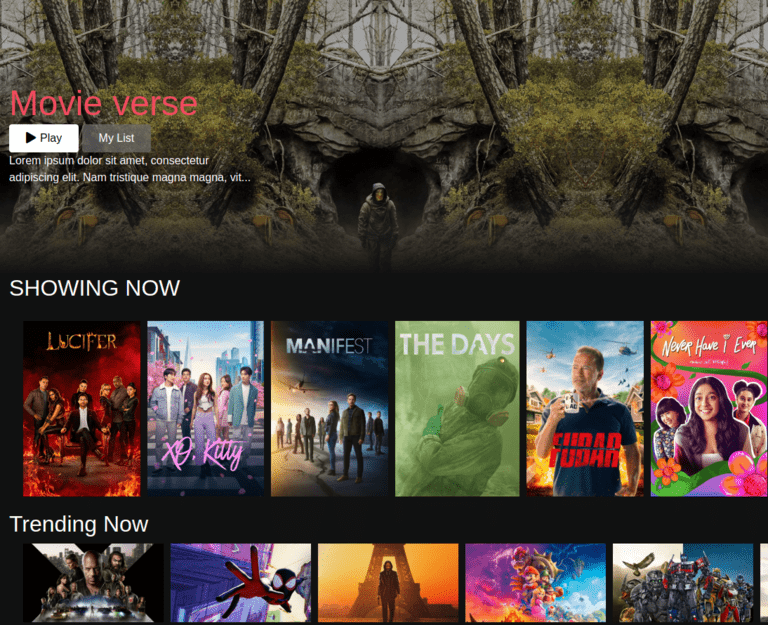 Movie verse
Play
My List
Lorem ipsum dolor sit amet, consectetur
adipiscing elit. Nam tristique magna magna, vit...
SHOWING NOW
LUCIFER
XO, Kitty
MANIFEST
THE DAYS
FUBAR
FUBAR
Never Have I Ever
Trending Now